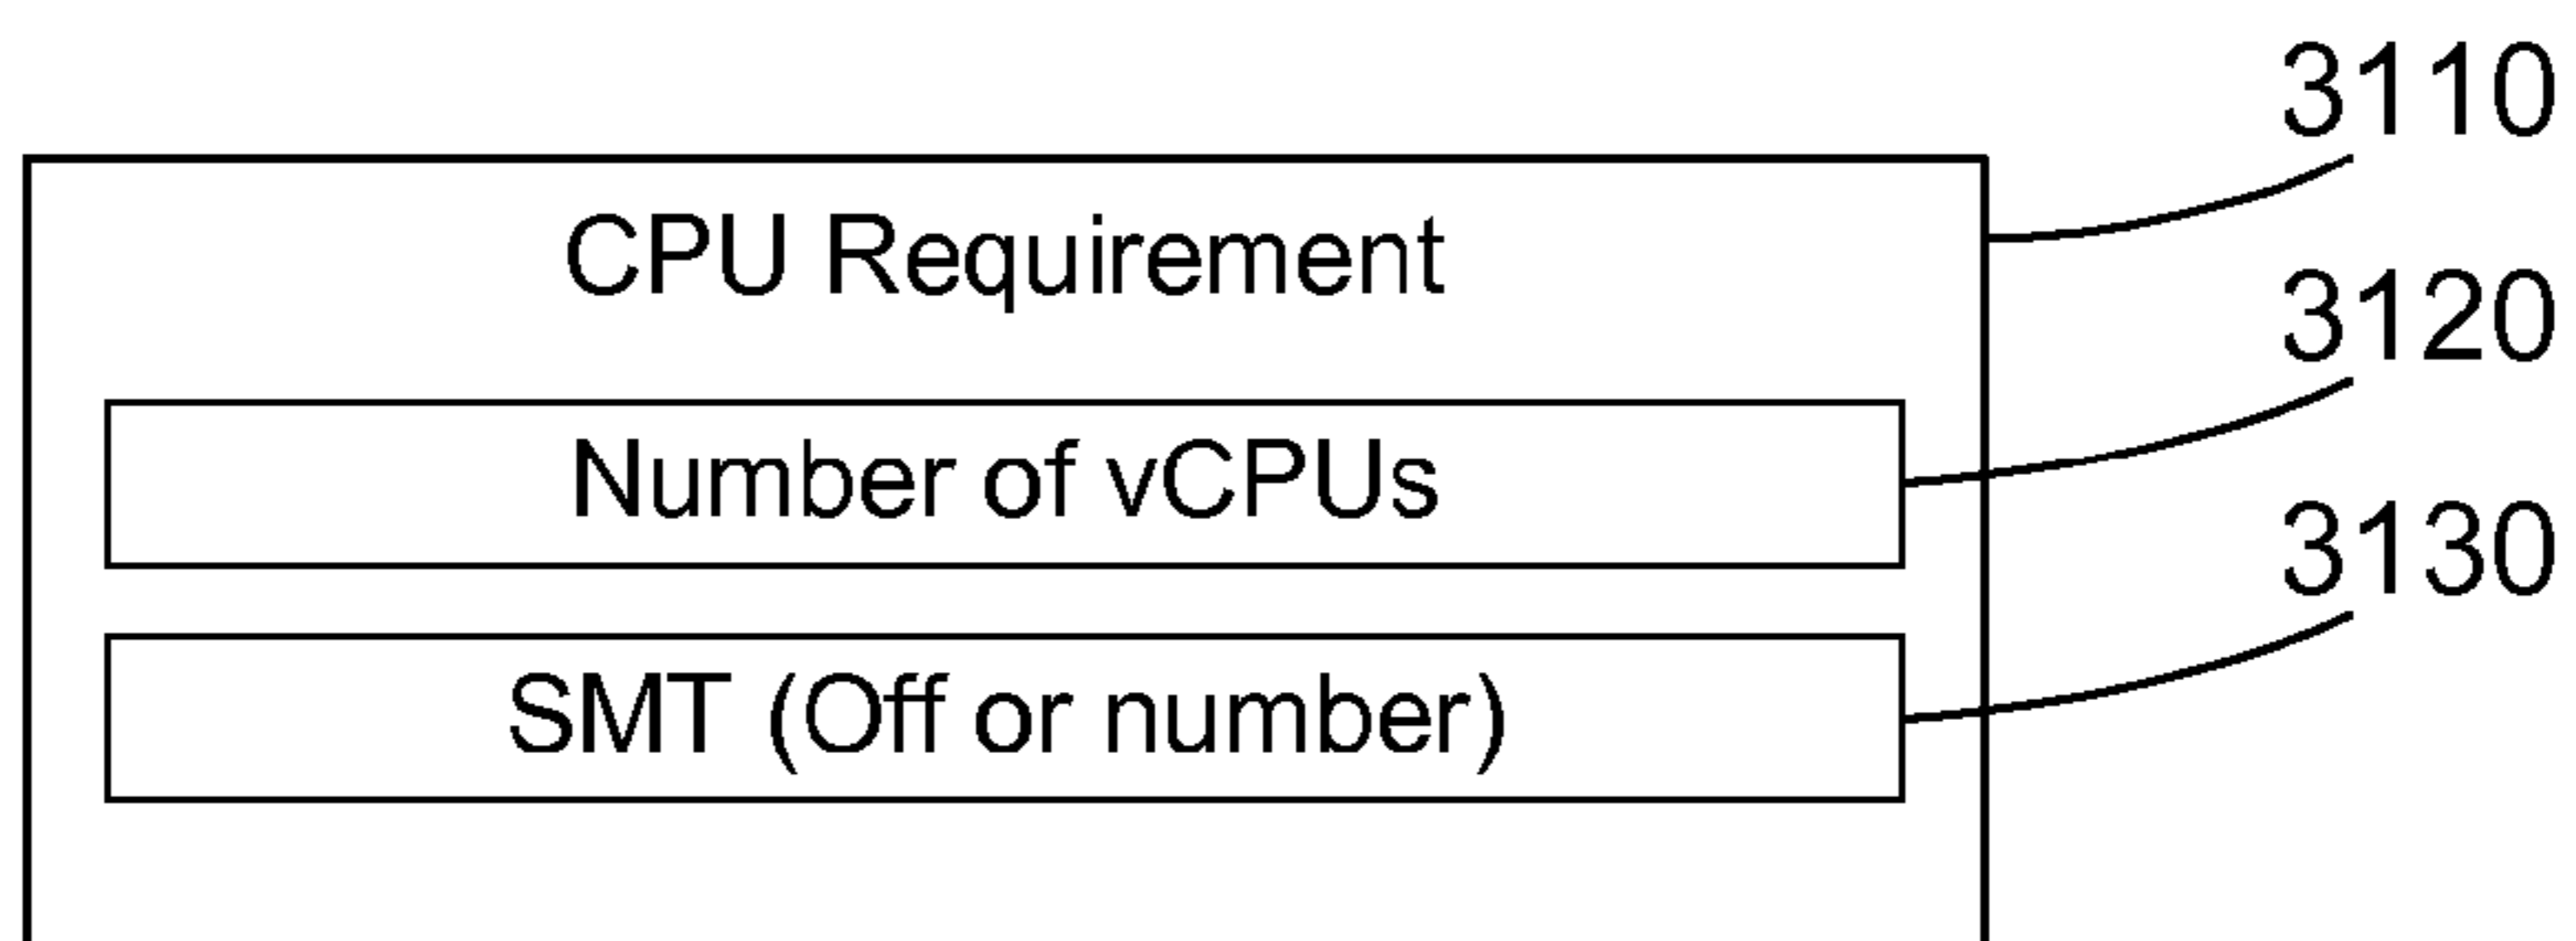 3110
CPU Requirement
3120
Number of vCPUs
3130
SMT (Off or number)